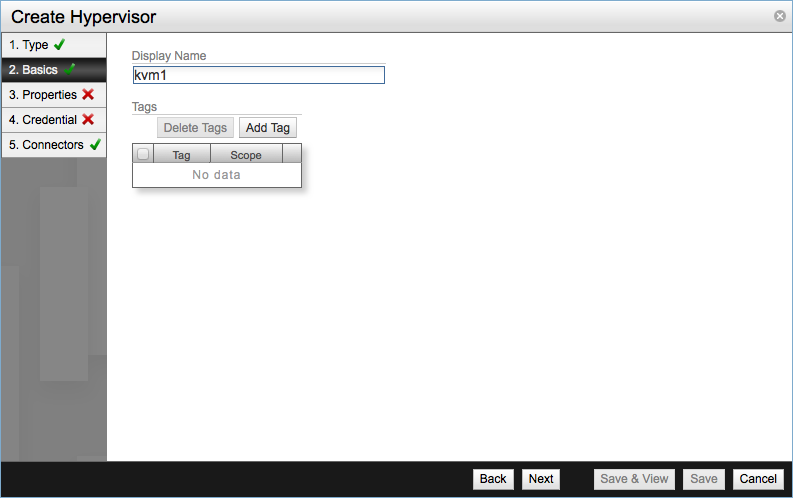 Create Hypervisor
1. Type
2. Basics
3. Properties
4. Credential
5. Connectors
Display Name
kvm1
Tags
Delete Tags Add Tag
Tag Scope
No data
Back Next Save & View Save Cancel